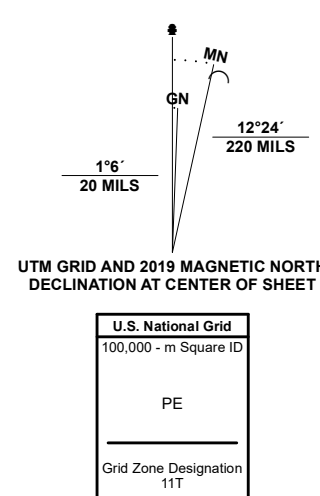 MN
GN
12°24´
220 MILS
1°6´
20 MILS
UTM GRID AND 2019 MAGNETIC NORTH
DECLINATION AT CENTER OF SHEET
U.S. National Grid
100,000 - m Square ID
PE
Grid Zone Designation
11T